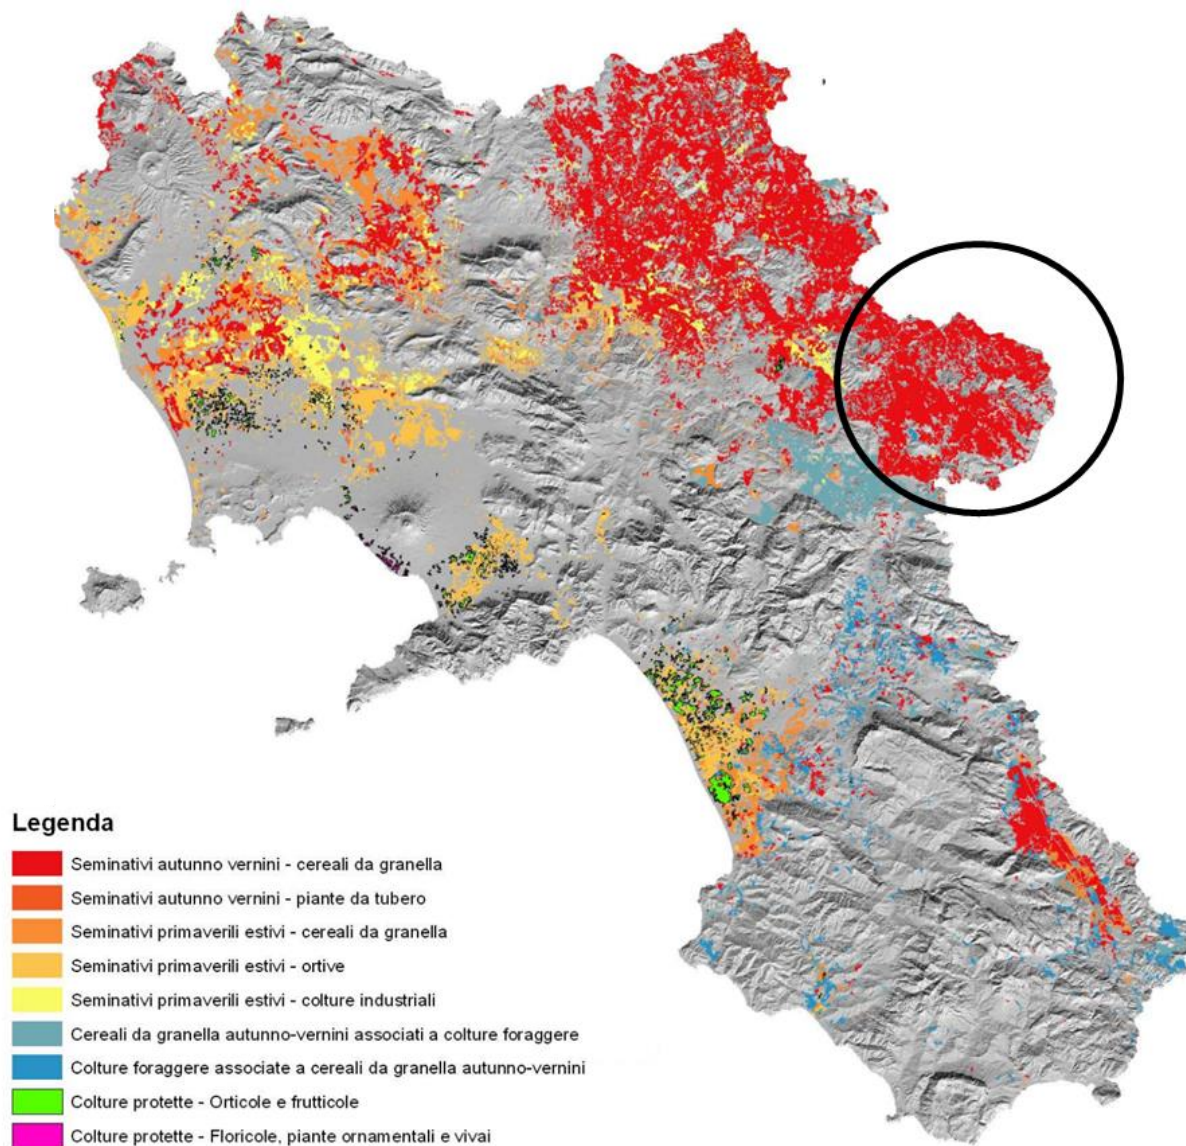 Legenda
Seminativi autunno vernini - cereali da granella
Seminativi autunno vernini - piante da tubero
Seminativi primaverili estivi - cereali da granella
Seminativi primaverili estivi - ortive
Seminativi primaverili estivi - colture industriali
Cereali da granella autunno-vernini associati a colture foraggere
Colture foraggere associate a cereali da granella autunno-vernini
Colture protette - Orticole e frutticole
Colture protette - Floricole, piante ornamentali e vivai